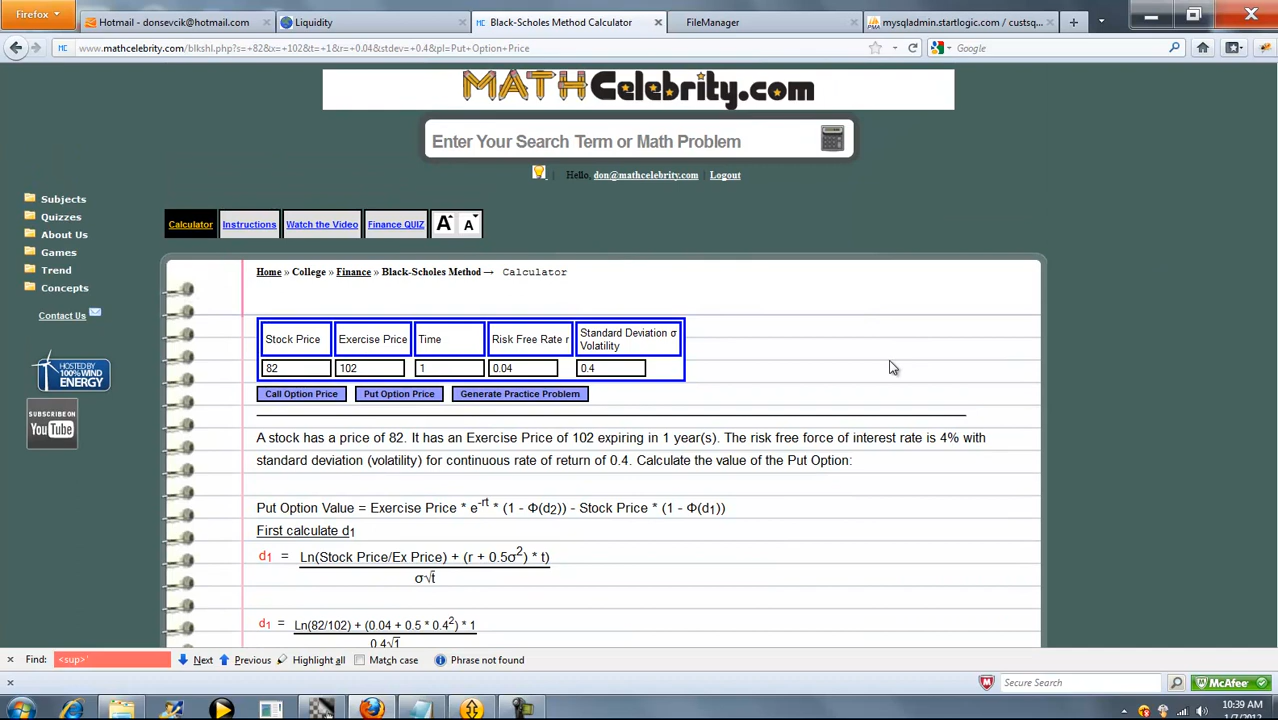 Firefox
Hotmail - donsevcik@hotmail.com
Liquidity
Black-Scholes Method Calculator
FileManager
mysqladmin.startlogic.com / custsq...
www.mathcelebrity.com/blkshl.php?s=82&x=102&t=1&r=0.04&stdev=0.4&pl=Put+Option+Price
Google
MATHCelebrity.com
Enter Your Search Term or Math Problem
Hello, don@mathcelebrity.com | Logout
Subjects
Quizzes
About Us
Games
Trend
Concepts
Contact Us
HOSTED BY
WIND
ENERGY
SUBSCRIBE ON
YouTube
Calculator
Instructions
Watch the Video
Finance QUIZ
A A
Home » College » Finance » Black-Scholes Method → Calculator
Stock Price
Exercise Price
Time
Risk Free Rate r
Standard Deviation σ
Volatility
82
102
1
0.04
0.4
Call Option Price
Put Option Price
Generate Practice Problem
A stock has a price of 82. It has an Exercise Price of 102 expiring in 1 year(s). The risk free force of interest rate is 4% with
standard deviation (volatility) for continuous rate of return of 0.4. Calculate the value of the Put Option:
Put Option Value = Exercise Price * e^-rt * (1 - Φ(d2)) - Stock Price * (1 - Φ(d1))
First calculate d1
d1 = Ln(Stock Price/Ex Price) + (r + 0.5σ²) * t)
σ√t
d1 = Ln(82/102) + (0.04 + 0.5 * 0.4²) * 1
0.4√1
Find: <sup>'
Next
Previous
Highlight all
Match case
Phrase not found
Secure Search
McAfee
10:39 AM
1/7/2012